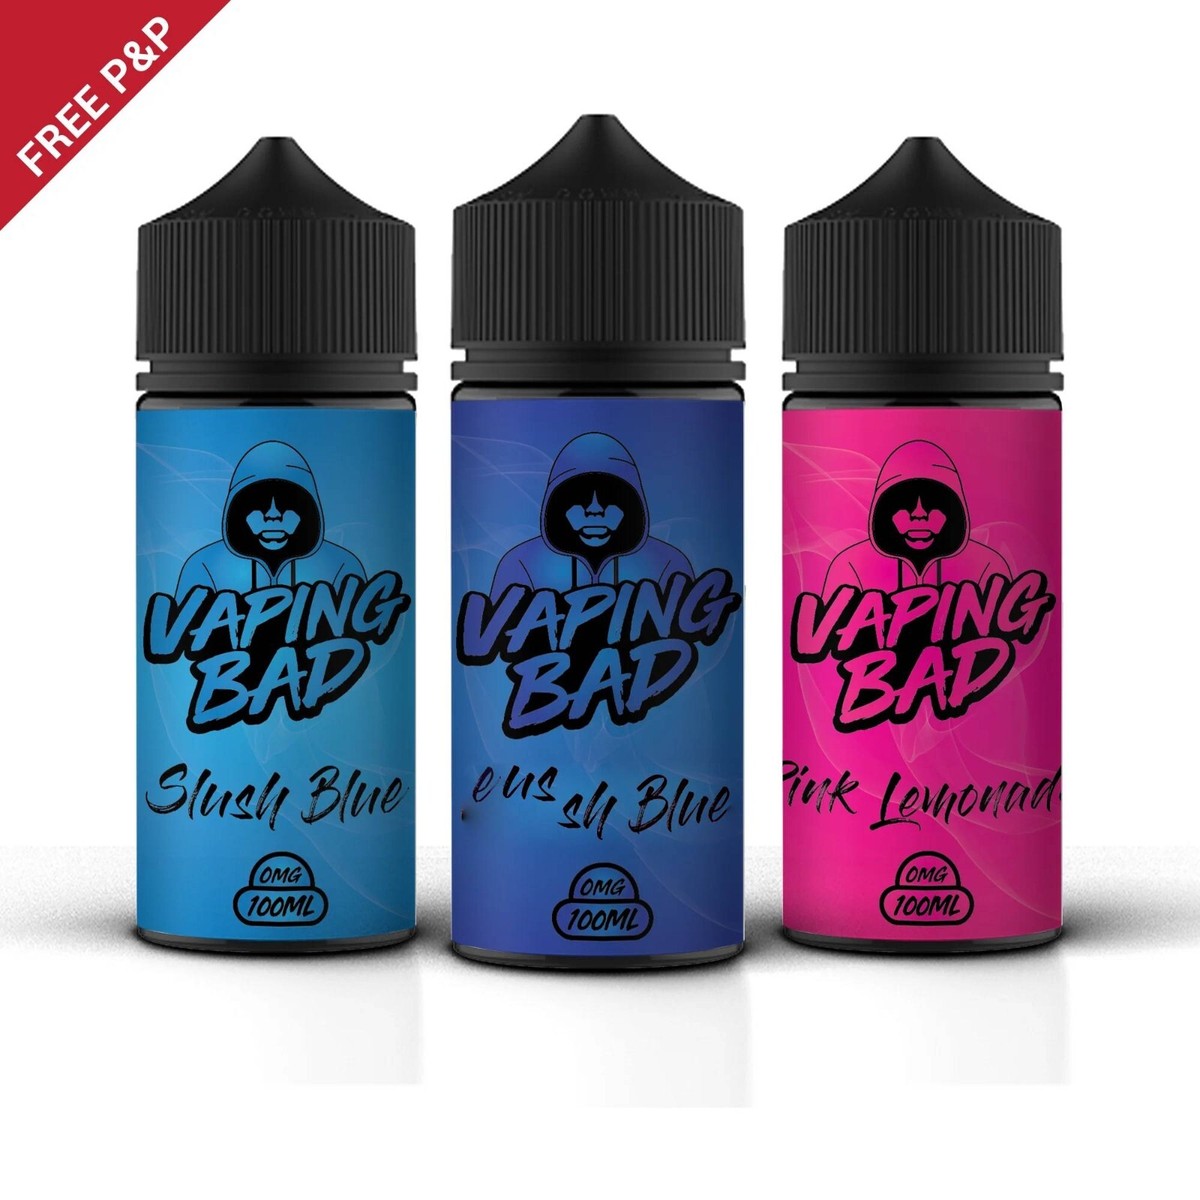 FREE P&P
VAPING
BAD
Slush Blue
OMG
100ML
VAPING
BAD
eus
sh Blue
OMG
100ML
VAPING
BAD
Pink Lemonad
OMG
100ML